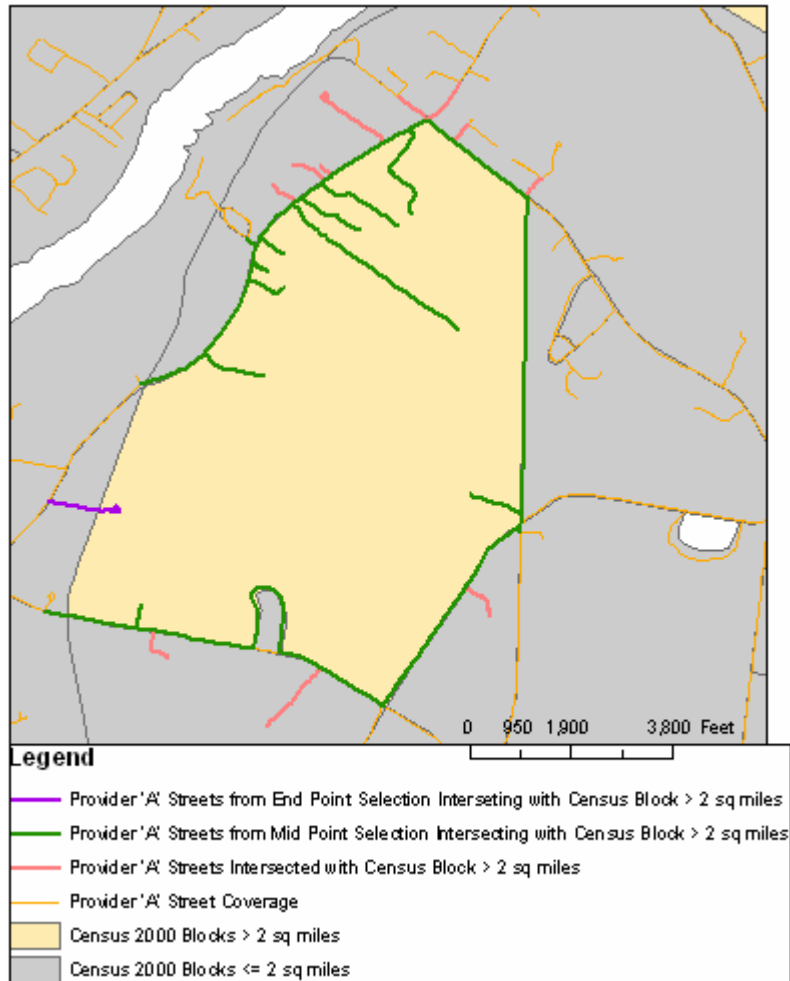 0 950 1,900 3,800 Feet
Legend
Provider 'A' Streets from End Point Selection Interseting with Census Block > 2 sq miles
Provider 'A' Streets from Mid Point Selection Intersecting with Census Block > 2 sq miles
Provider 'A' Streets Intersected with Census Block > 2 sq miles
Provider 'A' Street Coverage
Census 2000 Blocks > 2 sq miles
Census 2000 Blocks <= 2 sq miles